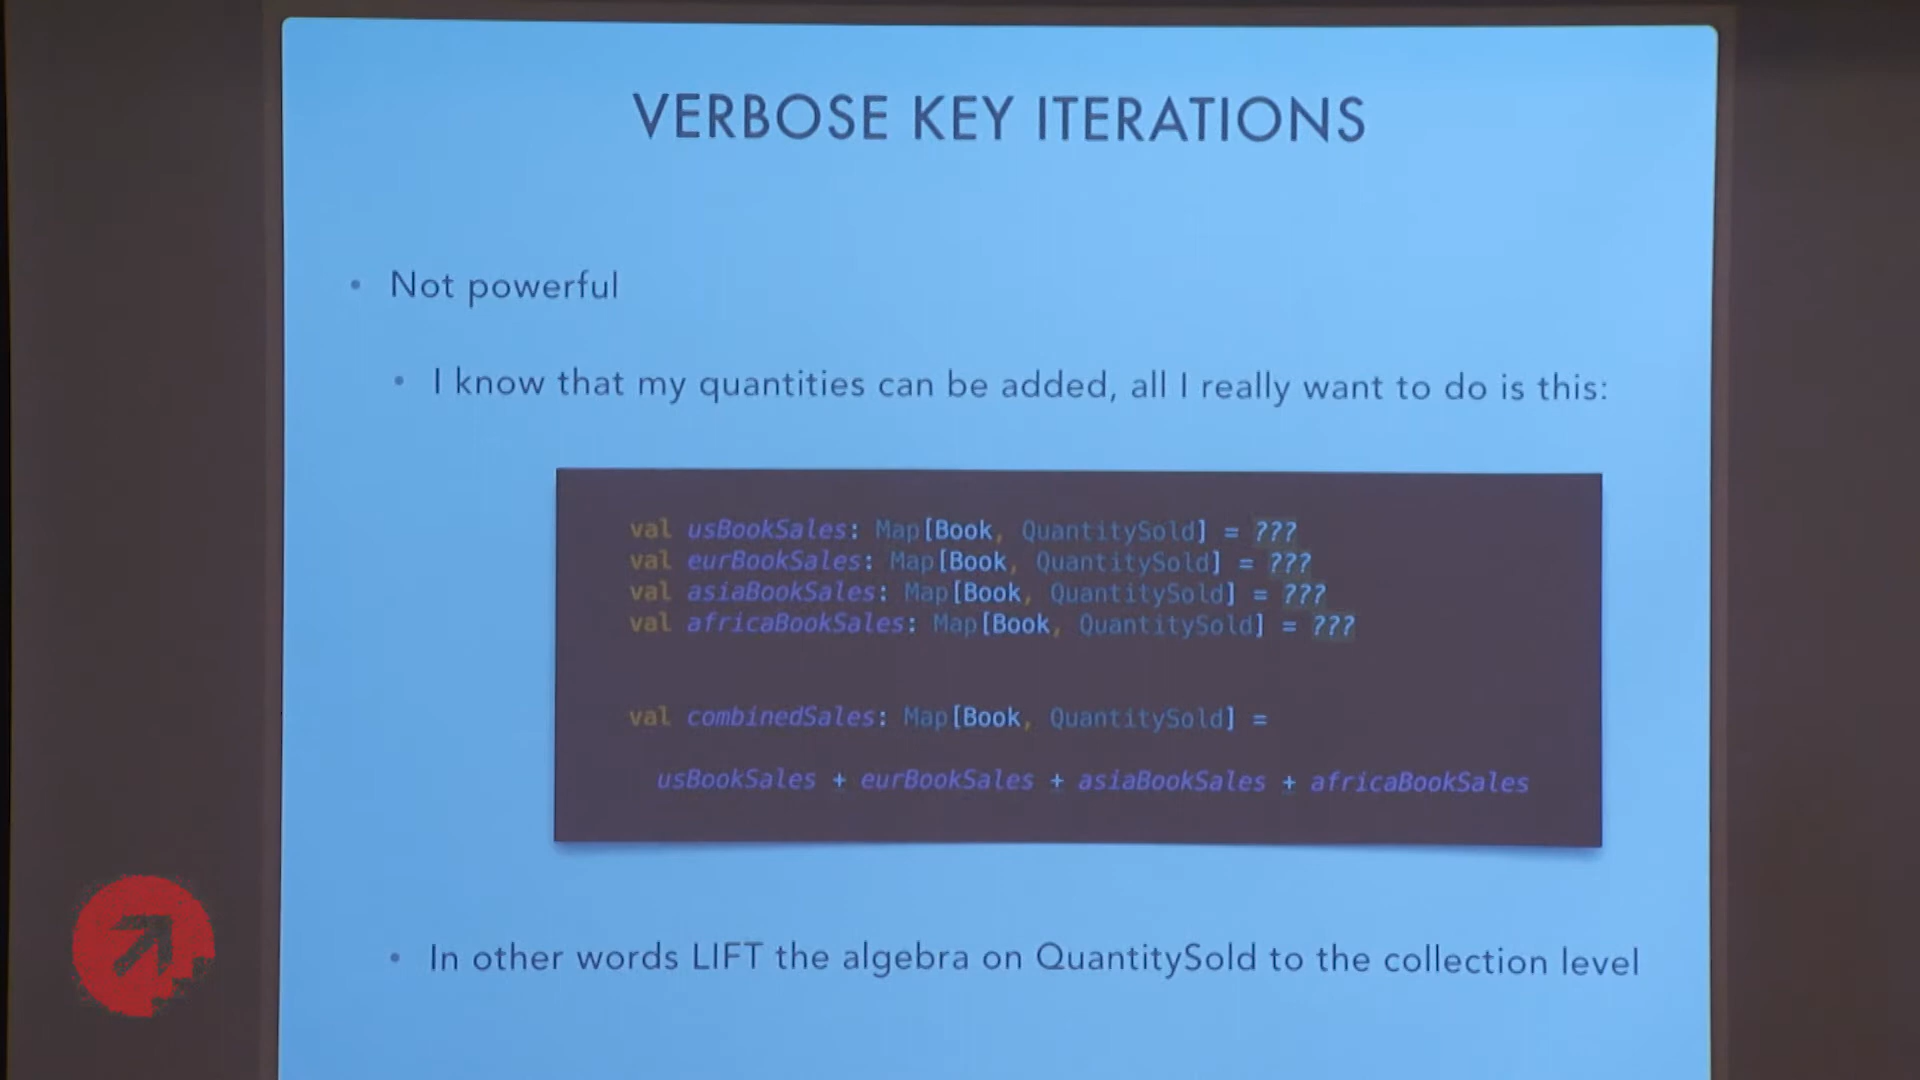 VERBOSE KEY ITERATIONS
• Not powerful
• I know that my quantities can be added, all I really want to do is this:
val usBookSales: Map[Book, QuantitySold] = ???
val eurBookSales: Map[Book, QuantitySold] = ???
val asiaBookSales: Map[Book, QuantitySold] = ???
val africaBookSales: Map[Book, QuantitySold] = ???
val combinedSales: Map[Book, QuantitySold] =
usBookSales + eurBookSales + asiaBookSales + africaBookSales
• In other words LIFT the algebra on QuantitySold to the collection level